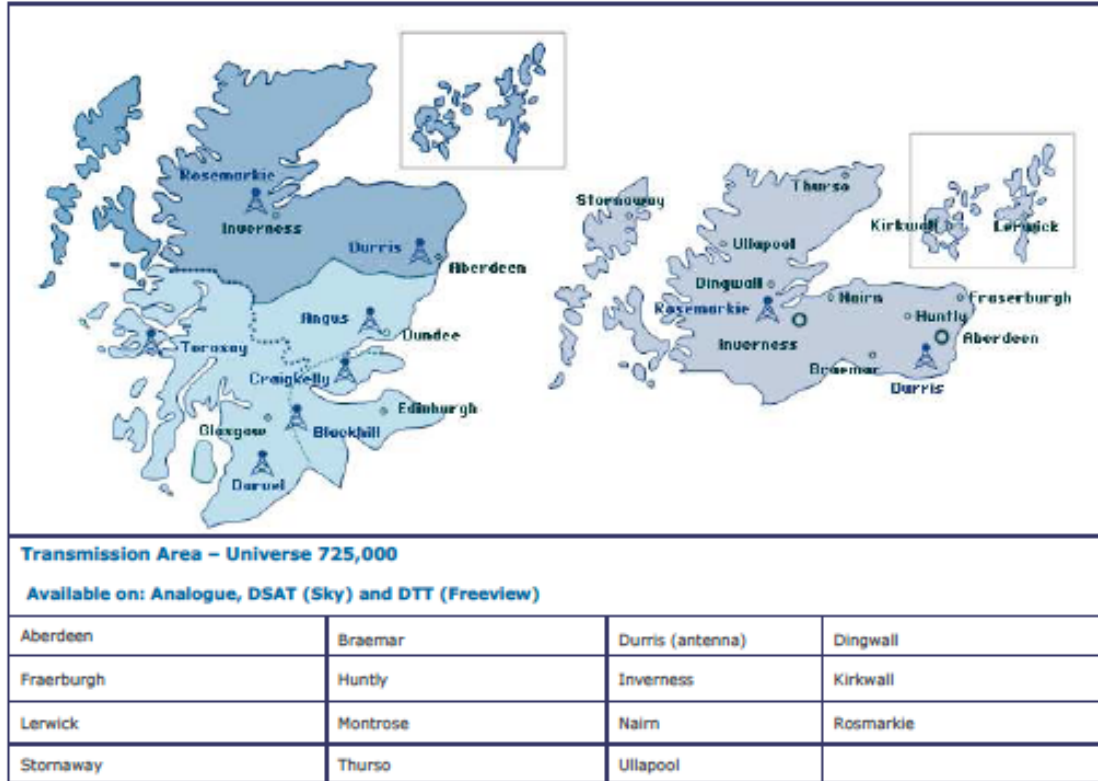 Rosemarkie
Inverness
Durris
Aberdeen
Angus
Dundee
Torosay
Craigkelly
Edinburgh
Glasgow
Blackhill
Darvel
Thurso
Stornaway
Kirkwall
Lerwick
Ullapool
Dingwall
Nairn
Fraserburgh
Rosemarkie
Huntly
Inverness
Aberdeen
Braemar
Durris
Transmission Area – Universe 725,000
Available on: Analogue, DSAT (Sky) and DTT (Freeview)
Aberdeen Braemar Durris (antenna) Dingwall
Fraerburgh Huntly Inverness Kirkwall
Lerwick Montrose Nairn Rosmarkie
Stornaway Thurso Ullapool